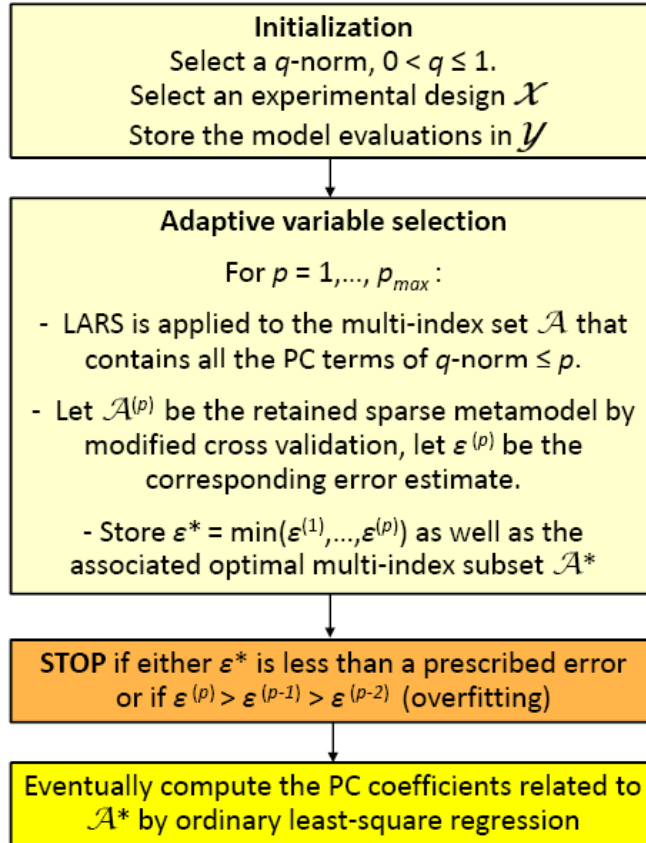 Initialization
Select a q-norm, 0 < q ≤ 1.
Select an experimental design 𝒳
Store the model evaluations in 𝒴
Adaptive variable selection
For p = 1,..., p_max :
- LARS is applied to the multi-index set 𝒜 that
contains all the PC terms of q-norm ≤ p.
- Let 𝒜^(p) be the retained sparse metamodel by
modified cross validation, let ε^(p) be the
corresponding error estimate.
- Store ε* = min(ε^(1),...,ε^(p)) as well as the
associated optimal multi-index subset 𝒜*
STOP if either ε* is less than a prescribed error
or if ε^(p) > ε^(p-1) > ε^(p-2) (overfitting)
Eventually compute the PC coefficients related to
𝒜* by ordinary least-square regression